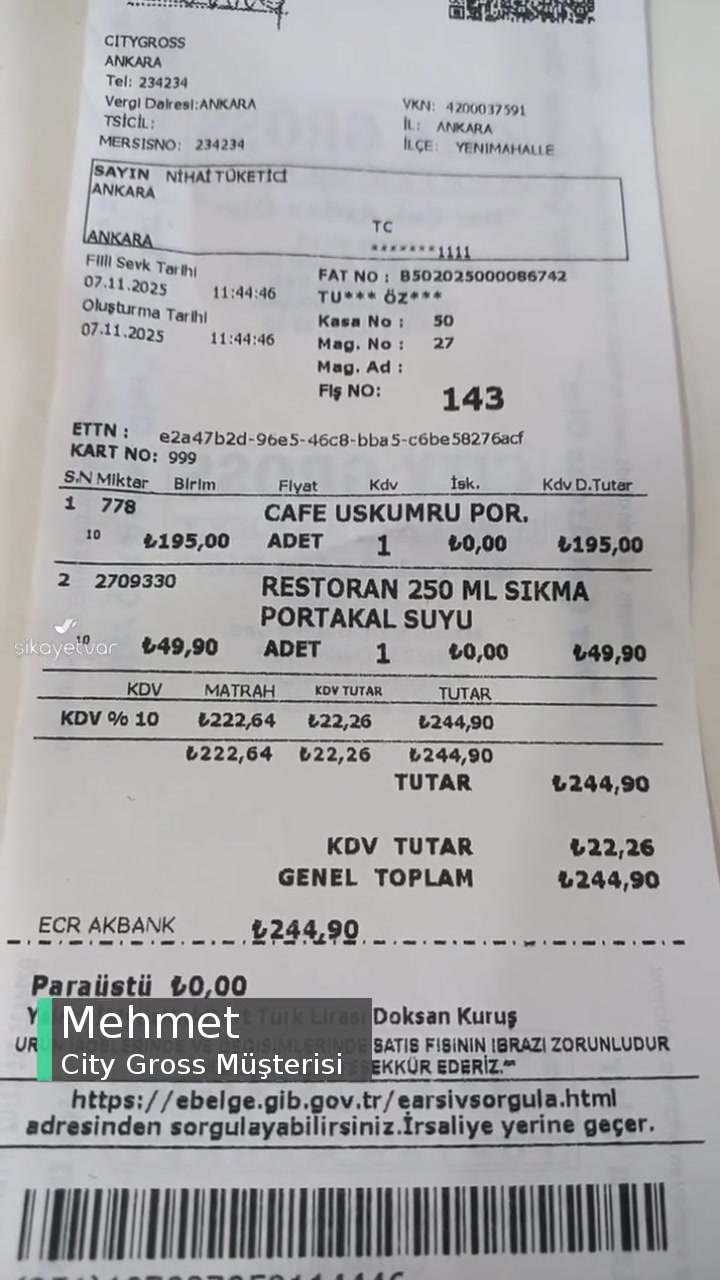 CITYGROSS
ANKARA
Tel: 234234
Vergi Dairesi:ANKARA VKN: 4200037591
TSİCİL: İL: ANKARA
MERSISNO: 234234 İLÇE: YENİMAHALLE
SAYIN NİHAİ TÜKETİCİ
ANKARA
TC
ANKARA *******1111
Fiili Sevk Tarihi FAT NO : B502025000086742
07.11.2025 11:44:46 TU*** ÖZ***
Oluşturma Tarihi Kasa No : 50
07.11.2025 11:44:46 Mag. No : 27
Mag. Ad :
Fiş NO: 143
ETTN : e2a47b2d-96e5-46c8-bba5-c6be58276acf
KART NO: 999
S.N Miktar Birim Fiyat Kdv İsk. Kdv D.Tutar
1 778 CAFE USKUMRU POR.
10 ₺195,00 ADET 1 ₺0,00 ₺195,00
2 2709330 RESTORAN 250 ML SIKMA
PORTAKAL SUYU
şikayetvar
10 ₺49,90 ADET 1 ₺0,00 ₺49,90
KDV MATRAH KDV TUTAR TUTAR
KDV % 10 ₺222,64 ₺22,26 ₺244,90
₺222,64 ₺22,26 ₺244,90
TUTAR ₺244,90
KDV TUTAR ₺22,26
GENEL TOPLAM ₺244,90
ECR AKBANK ₺244,90
Paraüstü ₺0,00
Türk Lirası Doksan Kuruş
Mehmet
SATIS FISININ IBRAZI ZORUNLUDUR
City Gross Müşterisi
EKKÜR EDERİZ.**
https://ebelge.gib.gov.tr/earsivsorgula.html
adresinden sorgulayabilirsiniz.İrsaliye yerine geçer.